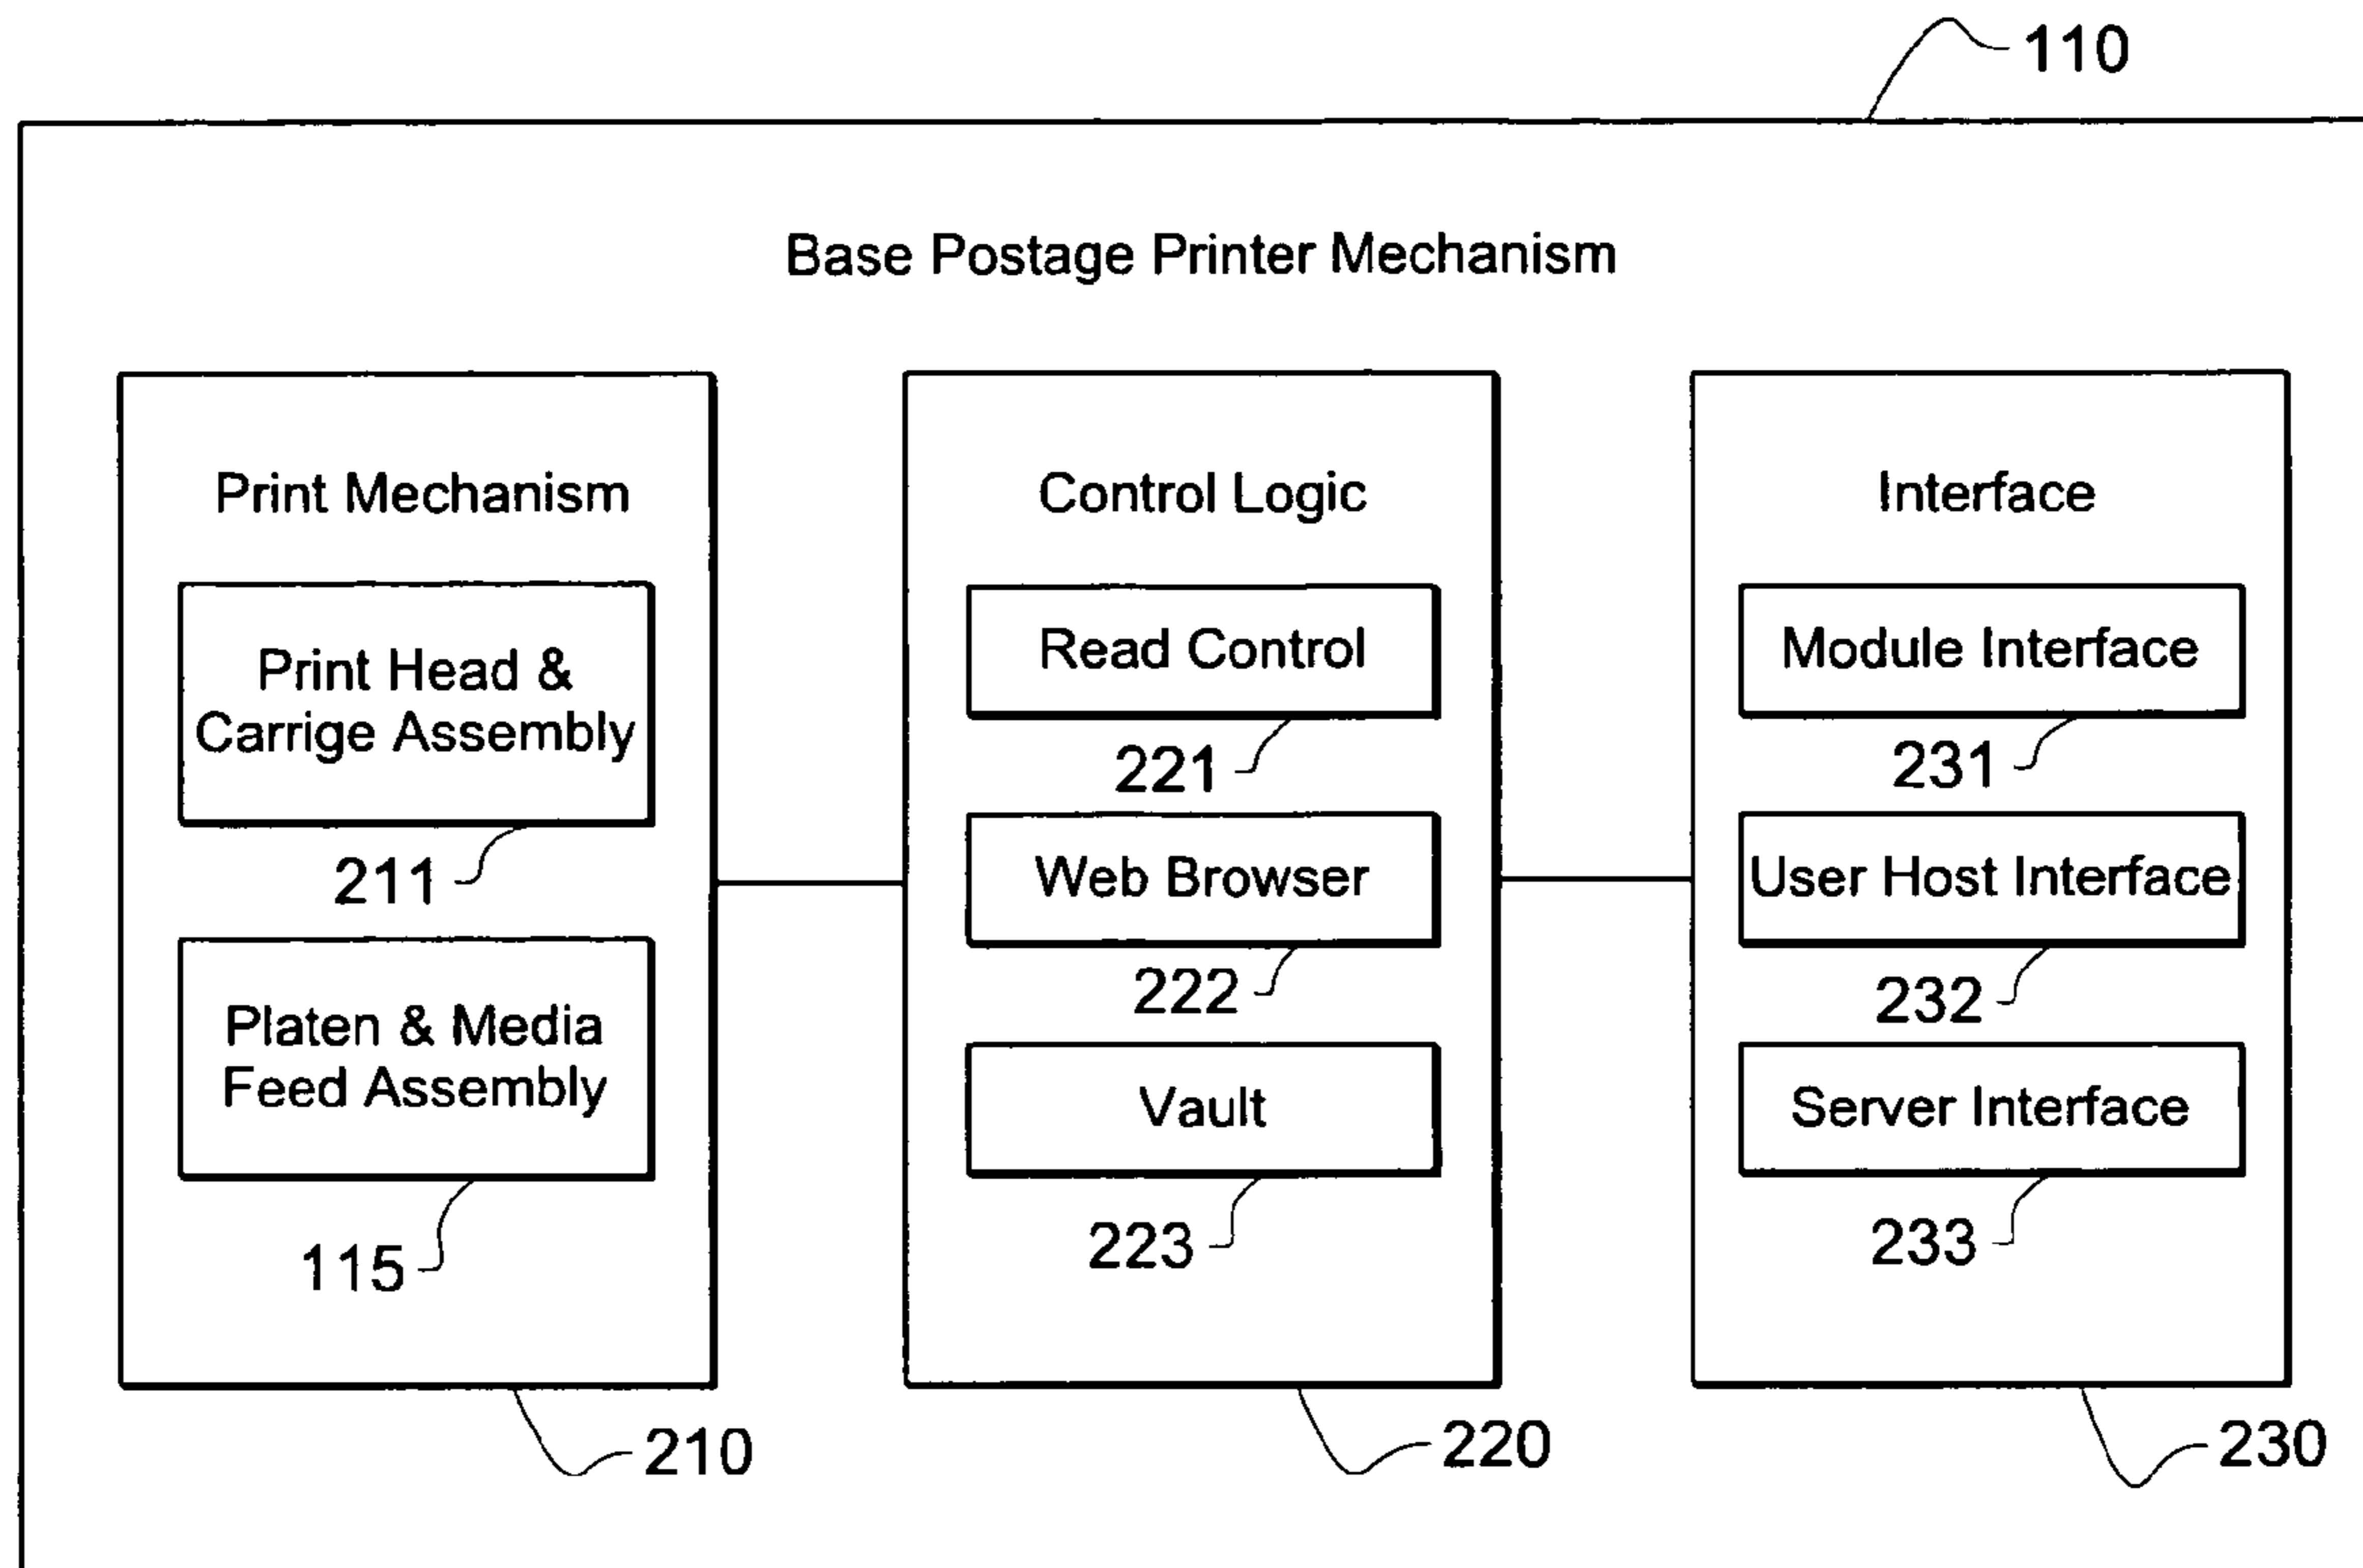 110
Base Postage Printer Mechanism
Print Mechanism
Print Head &
Carrige Assembly
211
Platen & Media
Feed Assembly
115
210
Control Logic
Read Control
221
Web Browser
222
Vault
223
220
Interface
Module Interface
231
User Host Interface
232
Server Interface
233
230